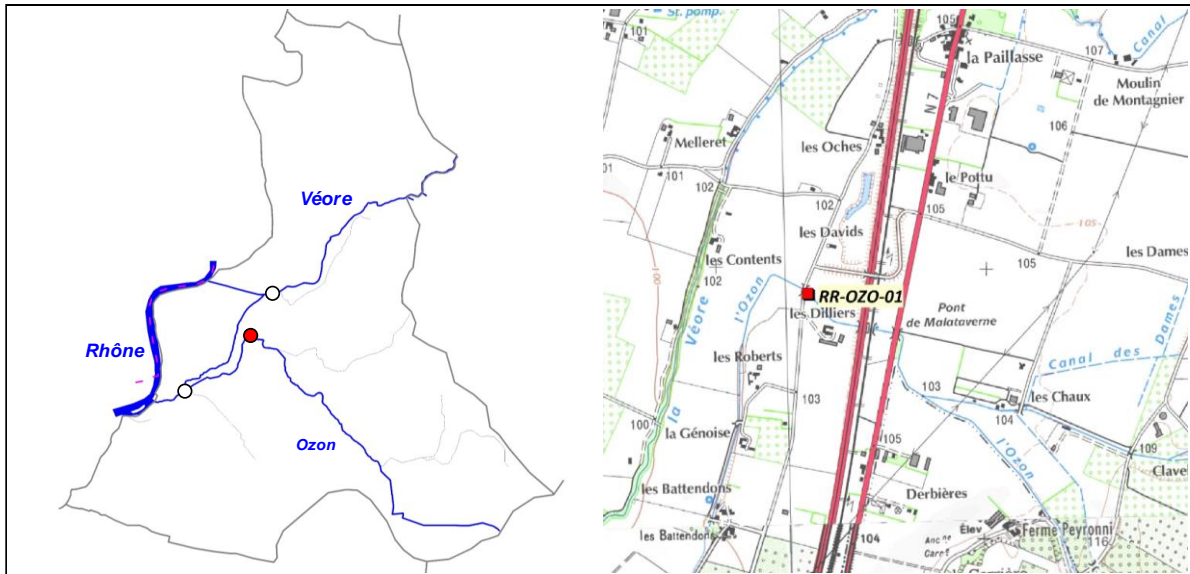 Véore
Rhône
Ozon
St. pomp.
101
105
la Paillasse
107
Canal
Moulin
de Montagnier
N 7
106
Melleret
les Oches
101
101
102
le Pottu
102
105
105
les Davids
les Contents
102
100
105
les Dames
la Véore
l'Ozon
RR-OZO-01
les Dilliers
Pont
de Malataverne
Canal des Dames
les Roberts
103
103
les Chaux
104
100
la Génoise
105
l'Ozon
109
Clavel
les Battendons
Derbières
les Battendons
104
Élev
Ferme Peyronni
116